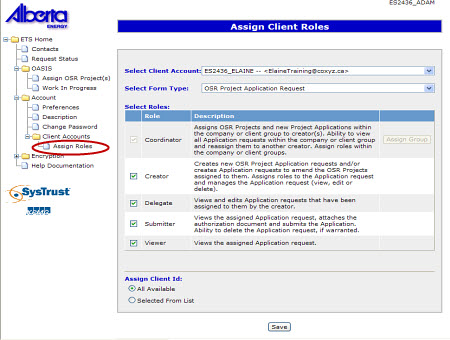 ES2436_ADAM
Alberta
ENERGY
Assign Client Roles
ETS Home
Contacts
Request Status
OASIS
Assign OSR Project(s)
Work In Progress
Account
Preferences
Description
Change Password
Client Accounts
Assign Roles
Encryption
Help Documentation
SysTrust
Select Client Account: ES2436_ELAINE -- <ElaineTraining@coxyz.ca>
Select Form Type: OSR Project Application Request
Select Roles:
Role Description
Coordinator
Assigns OSR Projects and new Project Applications within
the company or client group to creator(s). Ability to view
all Application Requests within the company or client group
and reassign them to another creator. Assign roles within
the company or client groups.
Assign Group
Creator
Creates new OSR Project Application requests and/or
creates Application requests to amend the OSR Projects
assigned to them. Assigns roles to the Application request
and manages the Application request (view, edit or
delete).
Delegate
Views and edits Application requests that have been
assigned to them by the creator.
Submitter
Views the assigned Application request, attaches the
authorization document and submits the Application.
Ability to delete the Application request, if warranted.
Viewer Views the assigned Application request.
Assign Client Id:
All Available
Selected From List
Save